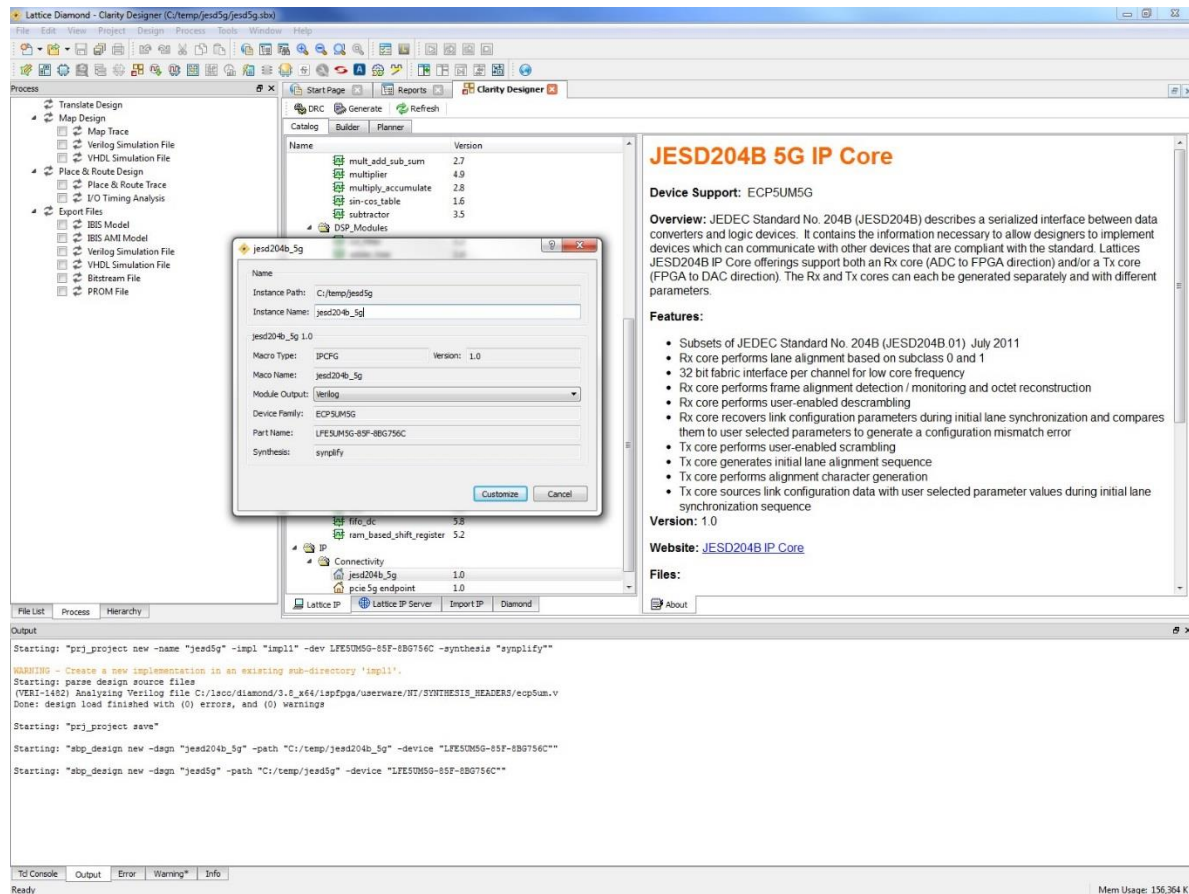 Lattice Diamond - Clarity Designer (C:/temp/jesd5g/jesd5g.sbx)
File Edit View Project Design Process Tools Window Help
Process
Translate Design
Map Design
Map Trace
Verilog Simulation File
VHDL Simulation File
Place & Route Design
Place & Route Trace
I/O Timing Analysis
Export Files
IBIS Model
IBIS AMI Model
Verilog Simulation File
VHDL Simulation File
Bitstream File
PROM File
File List Process Hierarchy
Start Page Reports Clarity Designer
DRC Generate Refresh
Catalog Builder Planner
Name Version
mult_add_sub_sum 2.7
multiplier 4.9
multiply_accumulate 2.8
sin-cos_table 1.6
subtractor 3.5
DSP_Modules
jesd204b_5g
Name
Instance Path: C:/temp/jesd5g
Instance Name: jesd204b_5g
jesd204b_5g 1.0
Macro Type: IPCFG Version: 1.0
Maco Name: jesd204b_5g
Module Output: Verilog
Device Family: ECP5UM5G
Part Name: LFE5UM5G-85F-8BG756C
Synthesis: synplify
Customize Cancel
fifo_dc 5.8
ram_based_shift_register 5.2
IP
Connectivity
jesd204b_5g 1.0
pcie 5g endpoint 1.0
Lattice IP Lattice IP Server Import IP Diamond
JESD204B 5G IP Core
Device Support: ECP5UM5G
Overview: JEDEC Standard No. 204B (JESD204B) describes a serialized interface between data
converters and logic devices. It contains the information necessary to allow designers to implement
devices which can communicate with other devices that are compliant with the standard. Lattices
JESD204B IP Core offerings support both an Rx core (ADC to FPGA direction) and/or a Tx core
(FPGA to DAC direction). The Rx and Tx cores can each be generated separately and with different
parameters.
Features:
• Subsets of JEDEC Standard No. 204B (JESD204B.01) July 2011
• Rx core performs lane alignment based on subclass 0 and 1
• 32 bit fabric interface per channel for low core frequency
• Rx core performs frame alignment detection / monitoring and octet reconstruction
• Rx core performs user-enabled descrambling
• Rx core recovers link configuration parameters during initial lane synchronization and compares
them to user selected parameters to generate a configuration mismatch error
• Tx core performs user-enabled scrambling
• Tx core generates initial lane alignment sequence
• Tx core performs alignment character generation
• Tx core sources link configuration data with user selected parameter values during initial lane
synchronization sequence
Version: 1.0
Website: JESD204B IP Core
Files:
About
Output
Starting: "prj_project new -name "jesd5g" -impl "impl1" -dev LFE5UM5G-85F-8BG756C -synthesis "synplify""
WARNING - Create a new implementation in an existing sub-directory 'impl1'.
Starting: parse design source files
(VERI-1482) Analyzing Verilog file C:/lscc/diamond/3.8_x64/ispfpga/userware/NT/SYNTHESIS_HEADERS/ecp5um.v
Done: design load finished with (0) errors, and (0) warnings
Starting: "prj_project save"
Starting: "sbp_design new -dsgn "jesd204b_5g" -path "C:/temp/jesd204b_5g" -device "LFE5UM5G-85F-8BG756C""
Starting: "sbp_design new -dsgn "jesd5g" -path "C:/temp/jesd5g" -device "LFE5UM5G-85F-8BG756C""
Tcl Console Output Error Warning* Info
Ready Mem Usage: 156,364 K